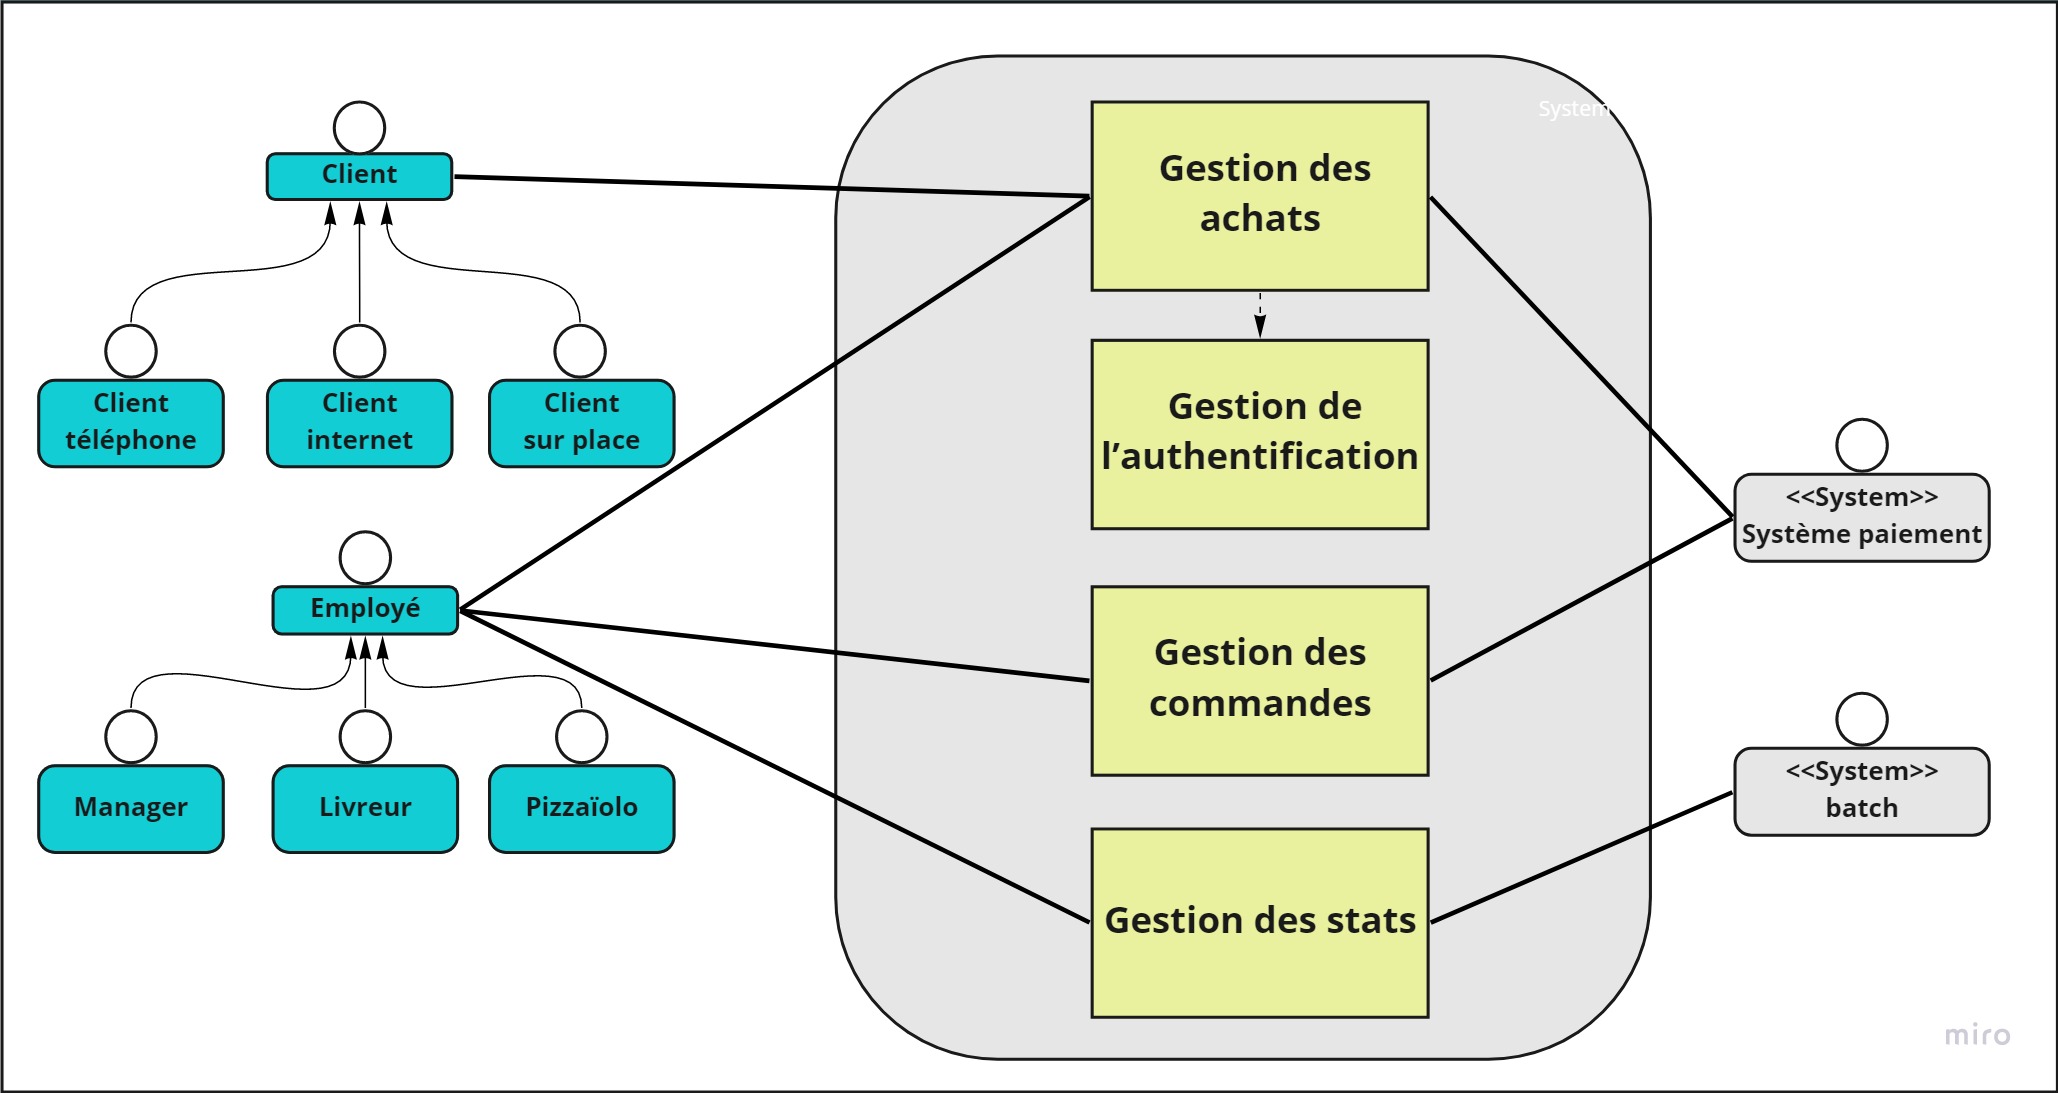 System
Client
Gestion des
achats
Client
téléphone
Client
internet
Client
sur place
Gestion de
l’authentification
<<System>>
Système paiement
Employé
Gestion des
commandes
Manager
Livreur
Pizzaïolo
<<System>>
batch
Gestion des stats
miro